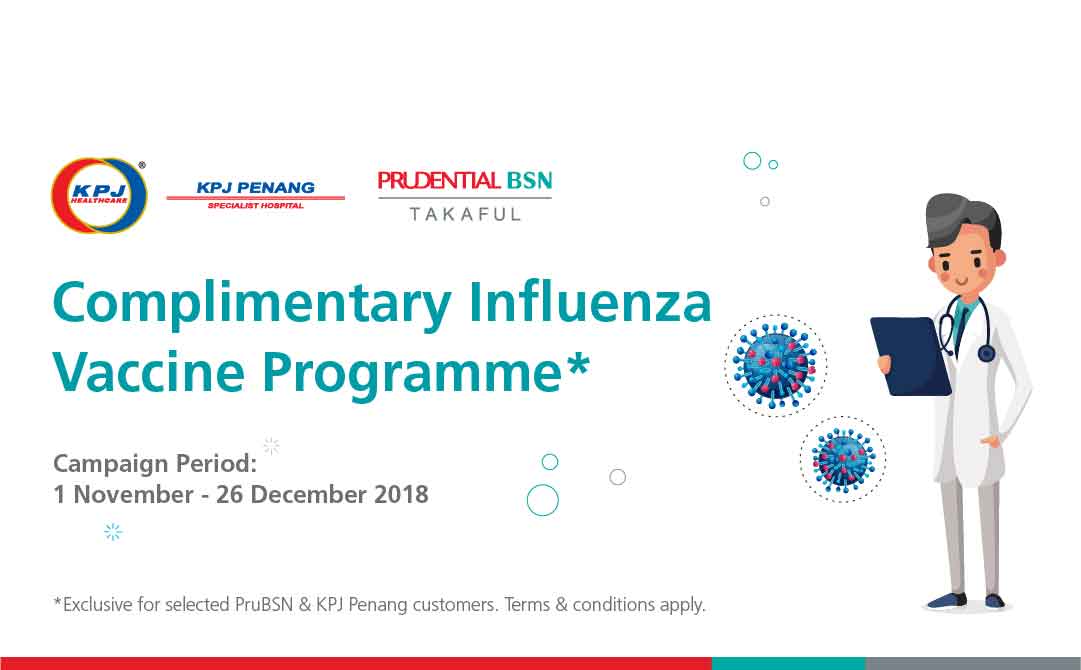 KPJ
HEALTHCARE
®
KPJ PENANG
SPECIALIST HOSPITAL
PRUDENTIAL BSN
TAKAFUL
Complimentary Influenza
Vaccine Programme*
Campaign Period:
1 November - 26 December 2018
*Exclusive for selected PruBSN & KPJ Penang customers. Terms & conditions apply.